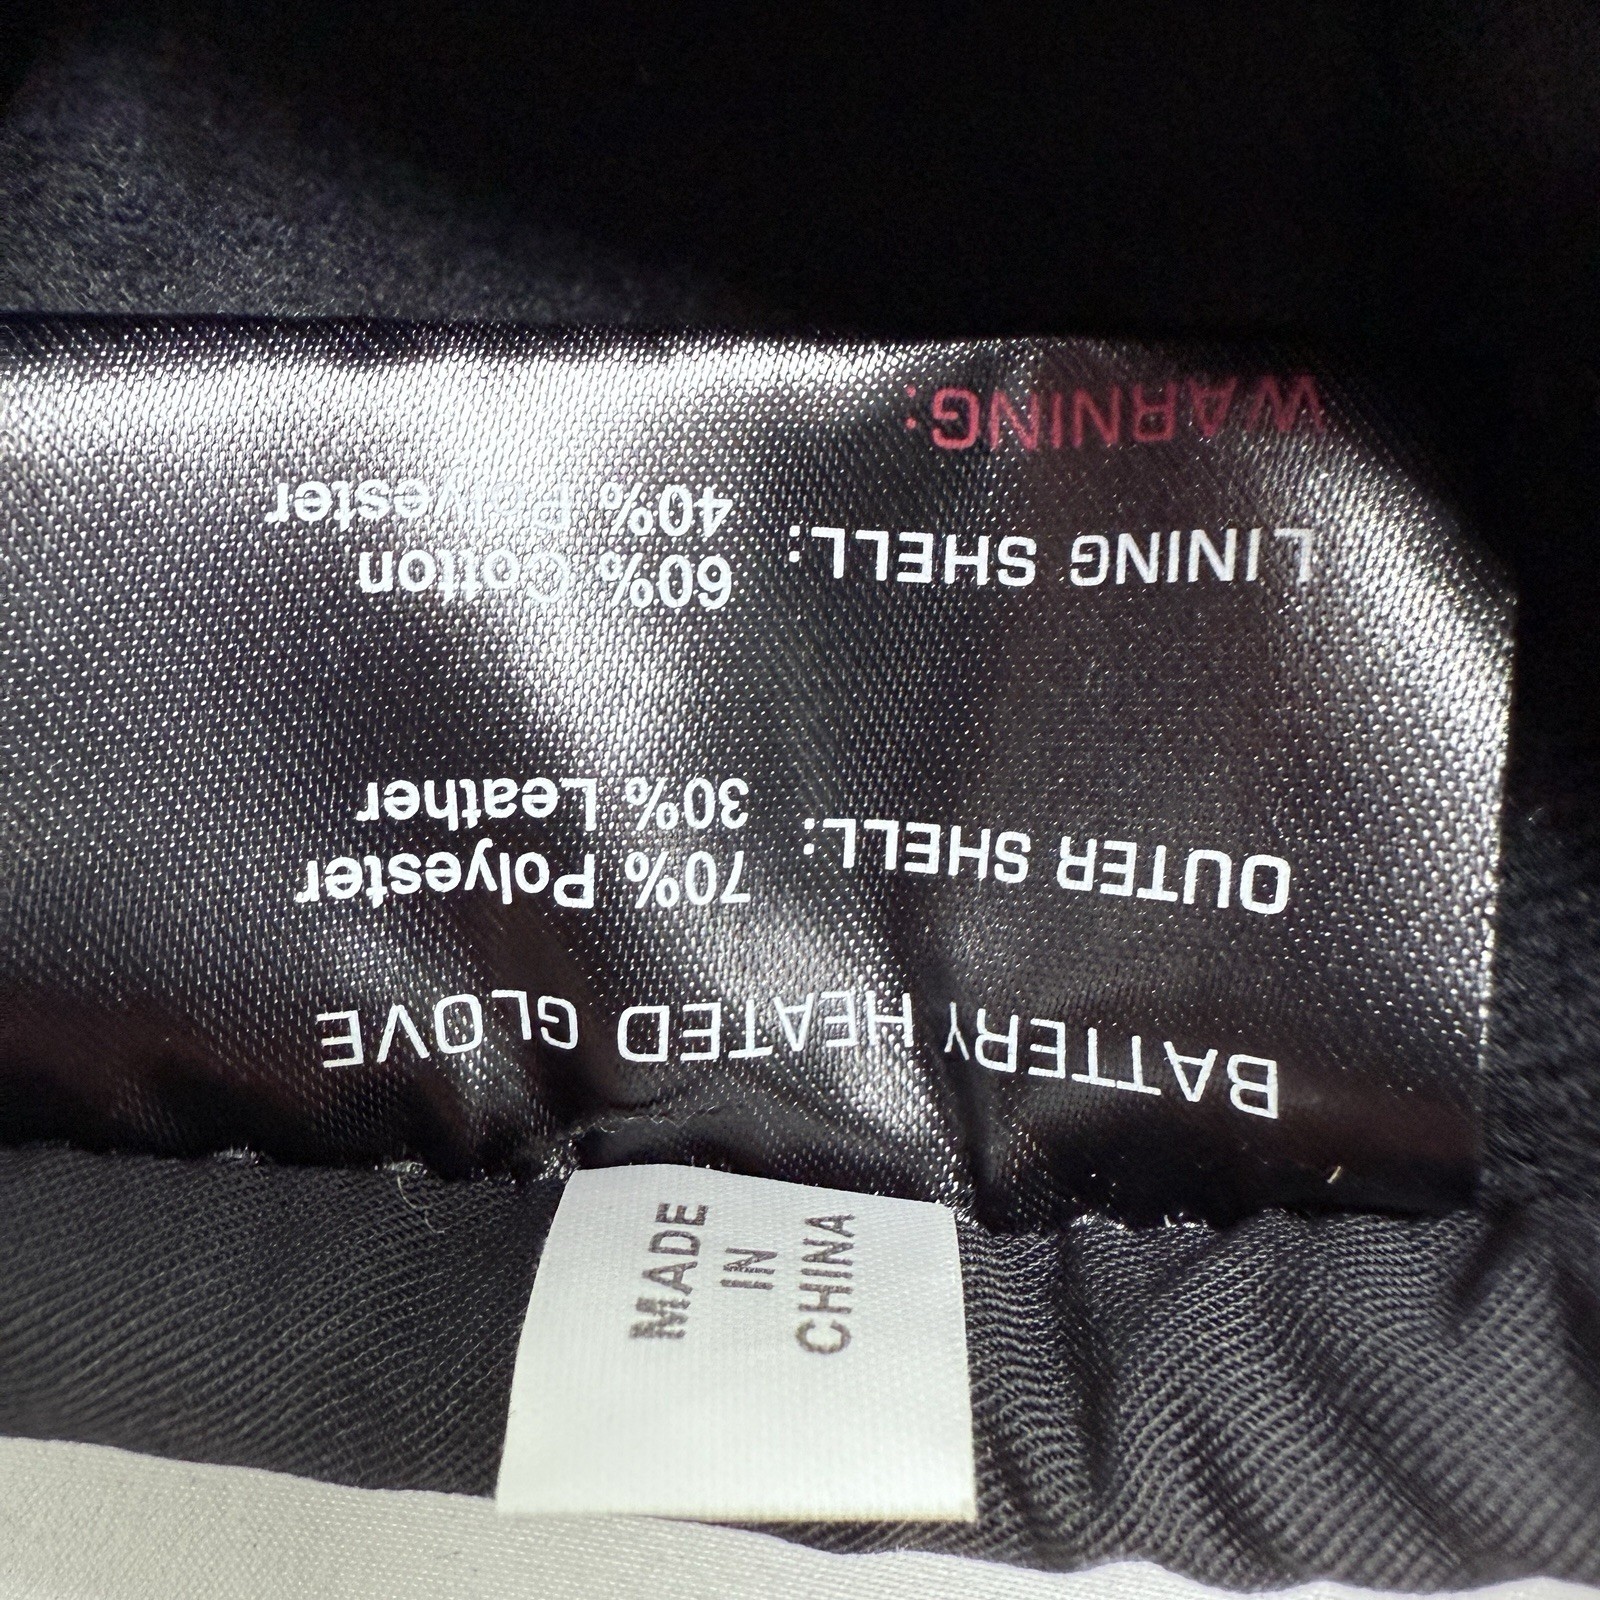 BATTERY HEATED GLOVE
OUTER SHELL: 70% Polyester
30% Leather
LINING SHELL: 60% Cotton
40% Polyester
WARNING:
MADE
IN
CHINA